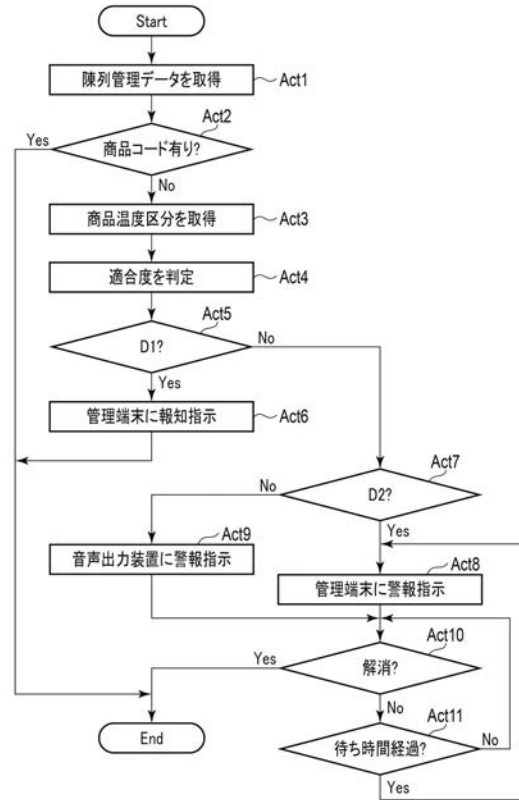 Start
陳列管理データを取得
Act1
Act2
商品コード有り?
Yes
No
商品温度区分を取得
Act3
適合度を判定
Act4
Act5
D1?
No
Yes
管理端末に報知指示
Act6
Act7
D2?
No
Yes
Act9
音声出力装置に警報指示
Act8
管理端末に警報指示
Act10
解消?
Yes
No
Act11
待ち時間経過?
No
Yes
End